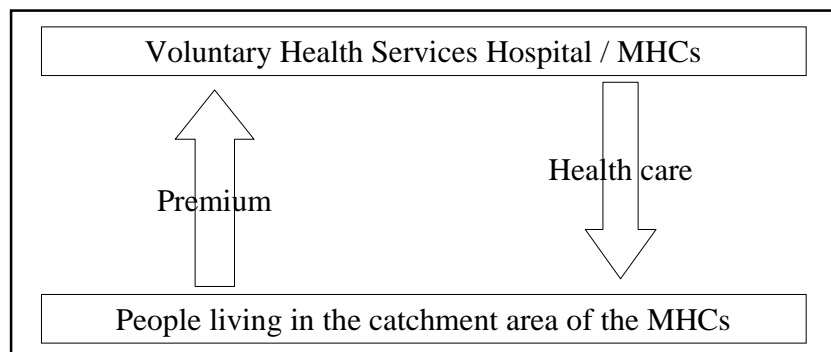 Voluntary Health Services Hospital / MHCs
Health care
Premium
People living in the catchment area of the MHCs